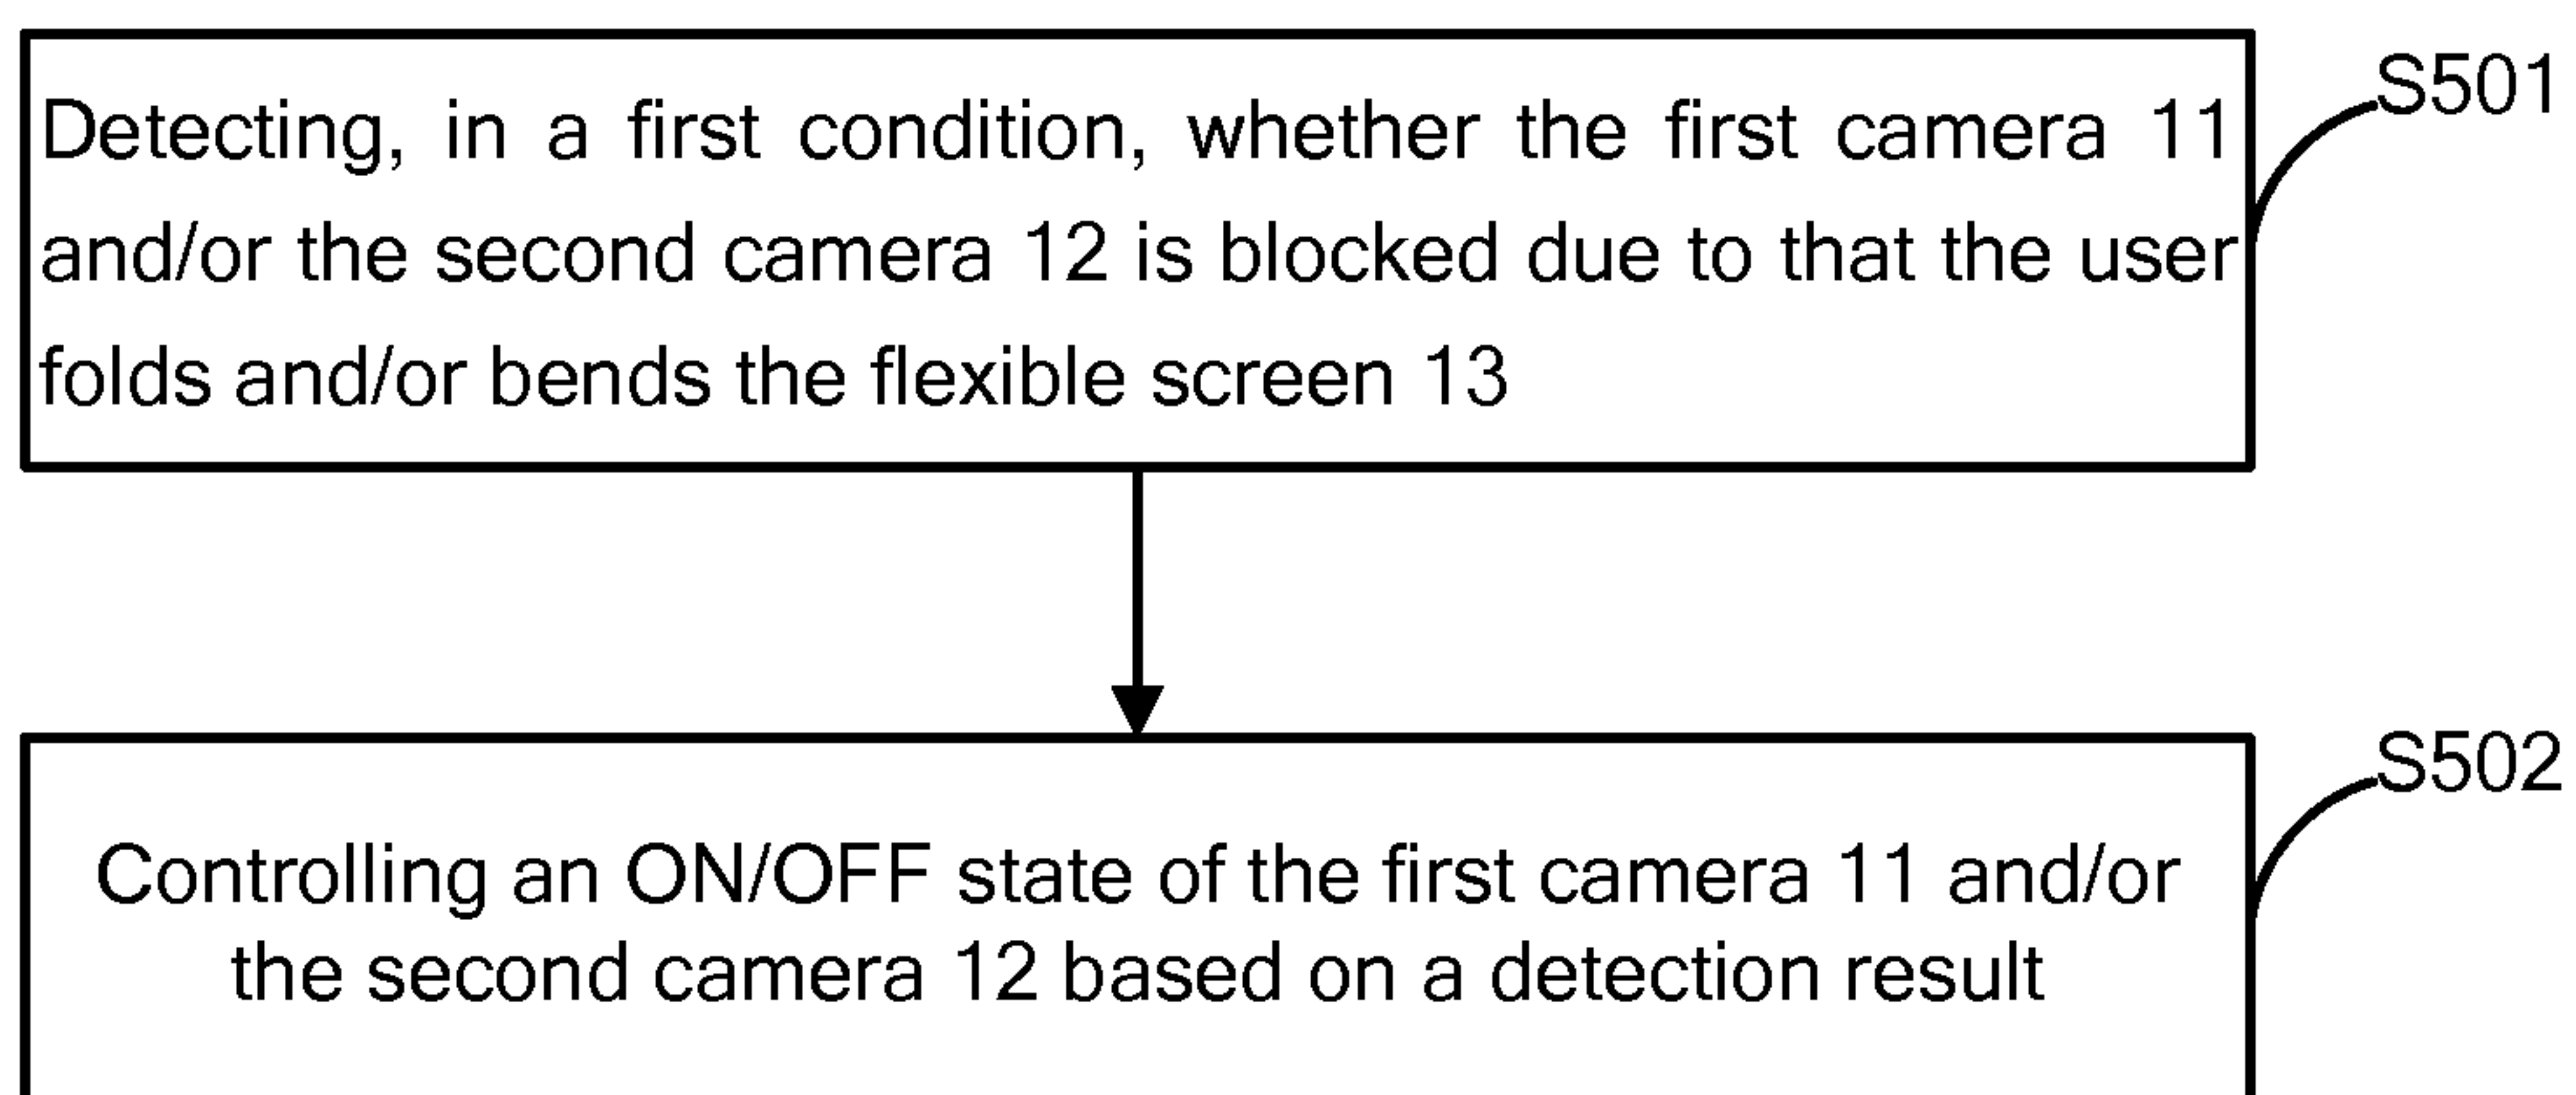 Detecting, in a first condition, whether the first camera 11
and/or the second camera 12 is blocked due to that the user
folds and/or bends the flexible screen 13
S501
Controlling an ON/OFF state of the first camera 11 and/or
the second camera 12 based on a detection result
S502